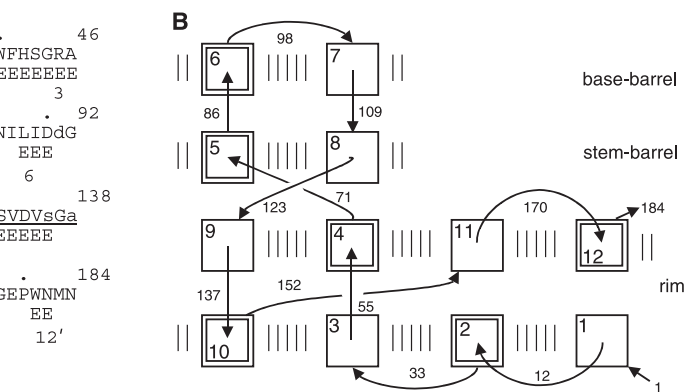 46
WFHSGRA
EEEEEEE
3
. 92
NILIDdG
EEE
6
138
SVDVsGa
EEEEE
. 184
GEPWNMN
EE
12′
B
98
6 7
base-barrel
86 109
5 8
stem-barrel
123 71 170 184
9 4 11 12
rim
137 152 55
10 3 2 1
33 12 1